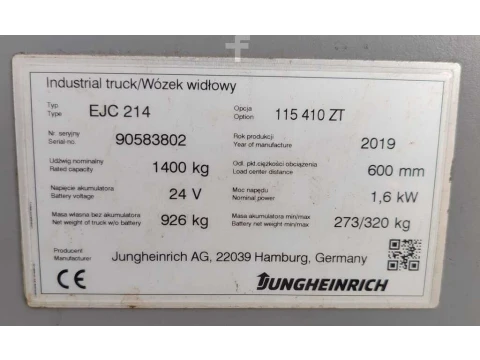 Industrial truck/Wózek widłowy
Typ
Type
EJC 214
Opcja
Option
115 410 ZT
Nr. seryjny
Serial-no.
90583802
Rok produkcji
Year of manufacture
2019
Udźwig nominalny
Rated capacity
1400 kg
Odl. pkt.ciężkości obciążenia
Load center distance
600 mm
Napięcie akumulatora
Battery voltage
24 V
Moc napędu
Nominal power
1,6 kW
Masa własna bez akumulatora
Net weight of truck w/o battery
926 kg
Masa akumulatora min/max
Battery net weight min/max
273/320 kg
Producent
Manufacturer
Jungheinrich AG, 22039 Hamburg, Germany
CE
JUNGHEINRICH